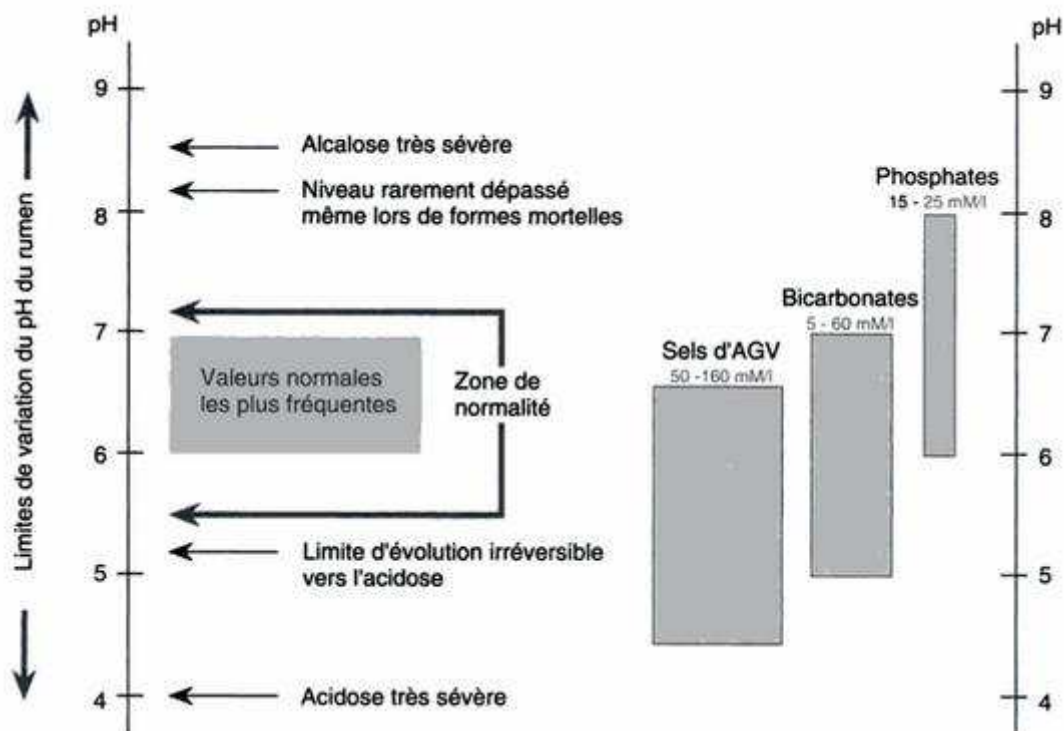 pH
pH
9
9
Alcalose très sévère
Niveau rarement dépassé
même lors de formes mortelles
Phosphates
15 - 25 mM/l
8
8
Bicarbonates
5 - 60 mM/l
7
7
Sels d'AGV
50 -160 mM/l
Valeurs normales
les plus fréquentes
Zone de
normalité
6
6
Limite d'évolution irréversible
vers l'acidose
5
5
Acidose très sévère
4
4
Limites de variation du pH du rumen